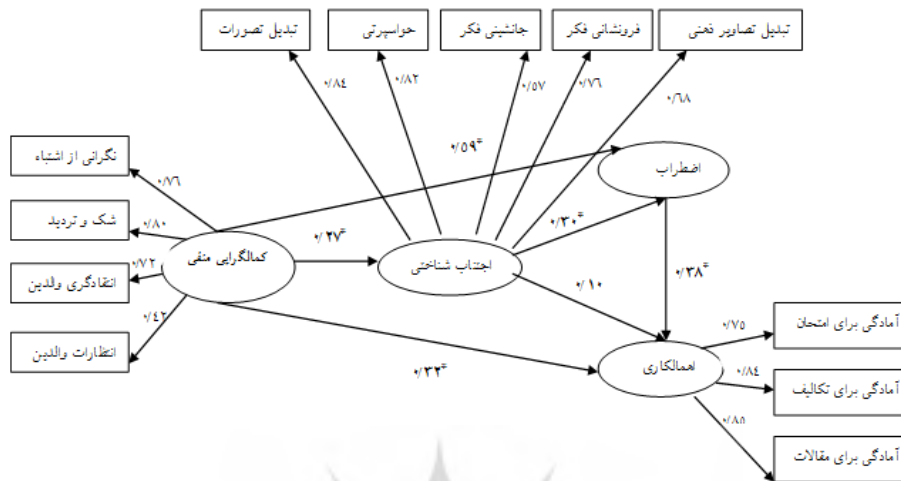 تبدیل تصاویر ذهنی
فرونشانی فکر
جانشینی فکر
حواسپرتی
تبدیل تصورات
۰/۸۴
۰/۸۲
۰/۵۷
۰/۷۶
۰/۶۸
نگرانی از اشتباه
۰/۷۶
۰/۵۹*
اضطراب
شک و تردید
۰/۸۰
۰/۳۰*
۰/۲۷*
کمالگرایی منفی
اجتناب شناختی
انتقادگری والدین
۰/۷۲
۰/۳۸*
۰/۱۰
انتظارات والدین
۰/۴۲
۰/۳۲*
اهمالکاری
آمادگی برای امتحان
۰/۷۵
آمادگی برای تکالیف
۰/۸۴
آمادگی برای مقالات
۰/۸۵